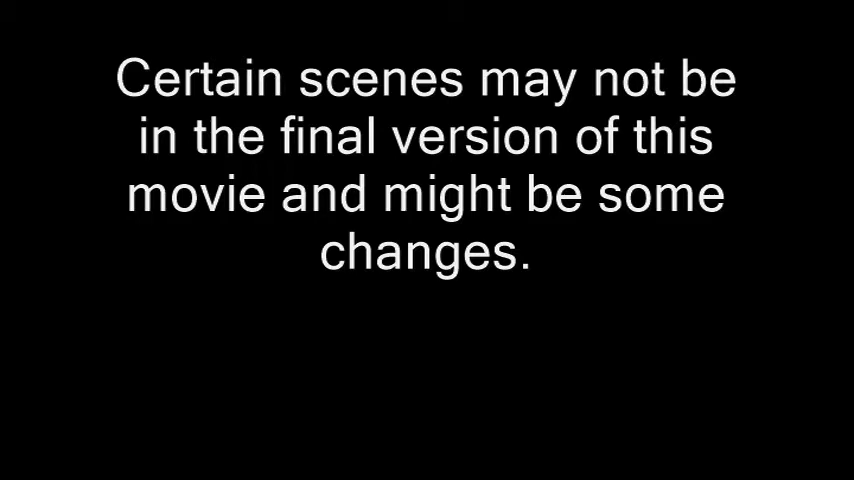 Certain scenes may not be
in the final version of this
movie and might be some
changes.